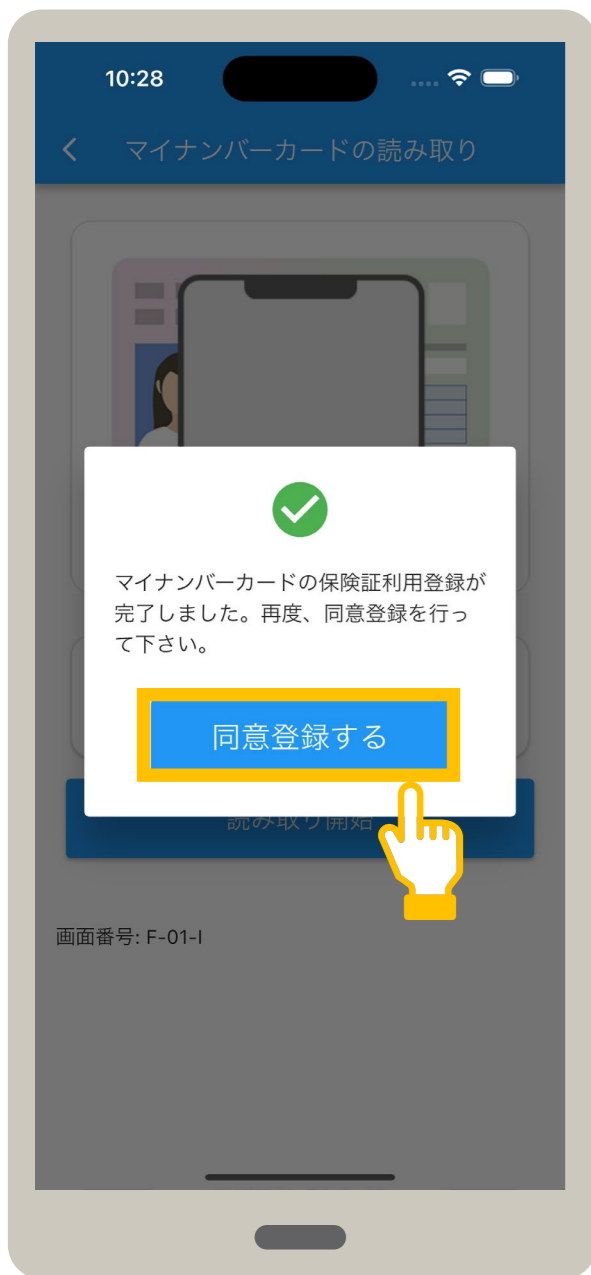 10:28
マイナンバーカードの読み取り
マイナンバーカードの保険証利用登録が
完了しました。再度、同意登録を行っ
て下さい。
同意登録する
読み取り開始
画面番号: F-01-I